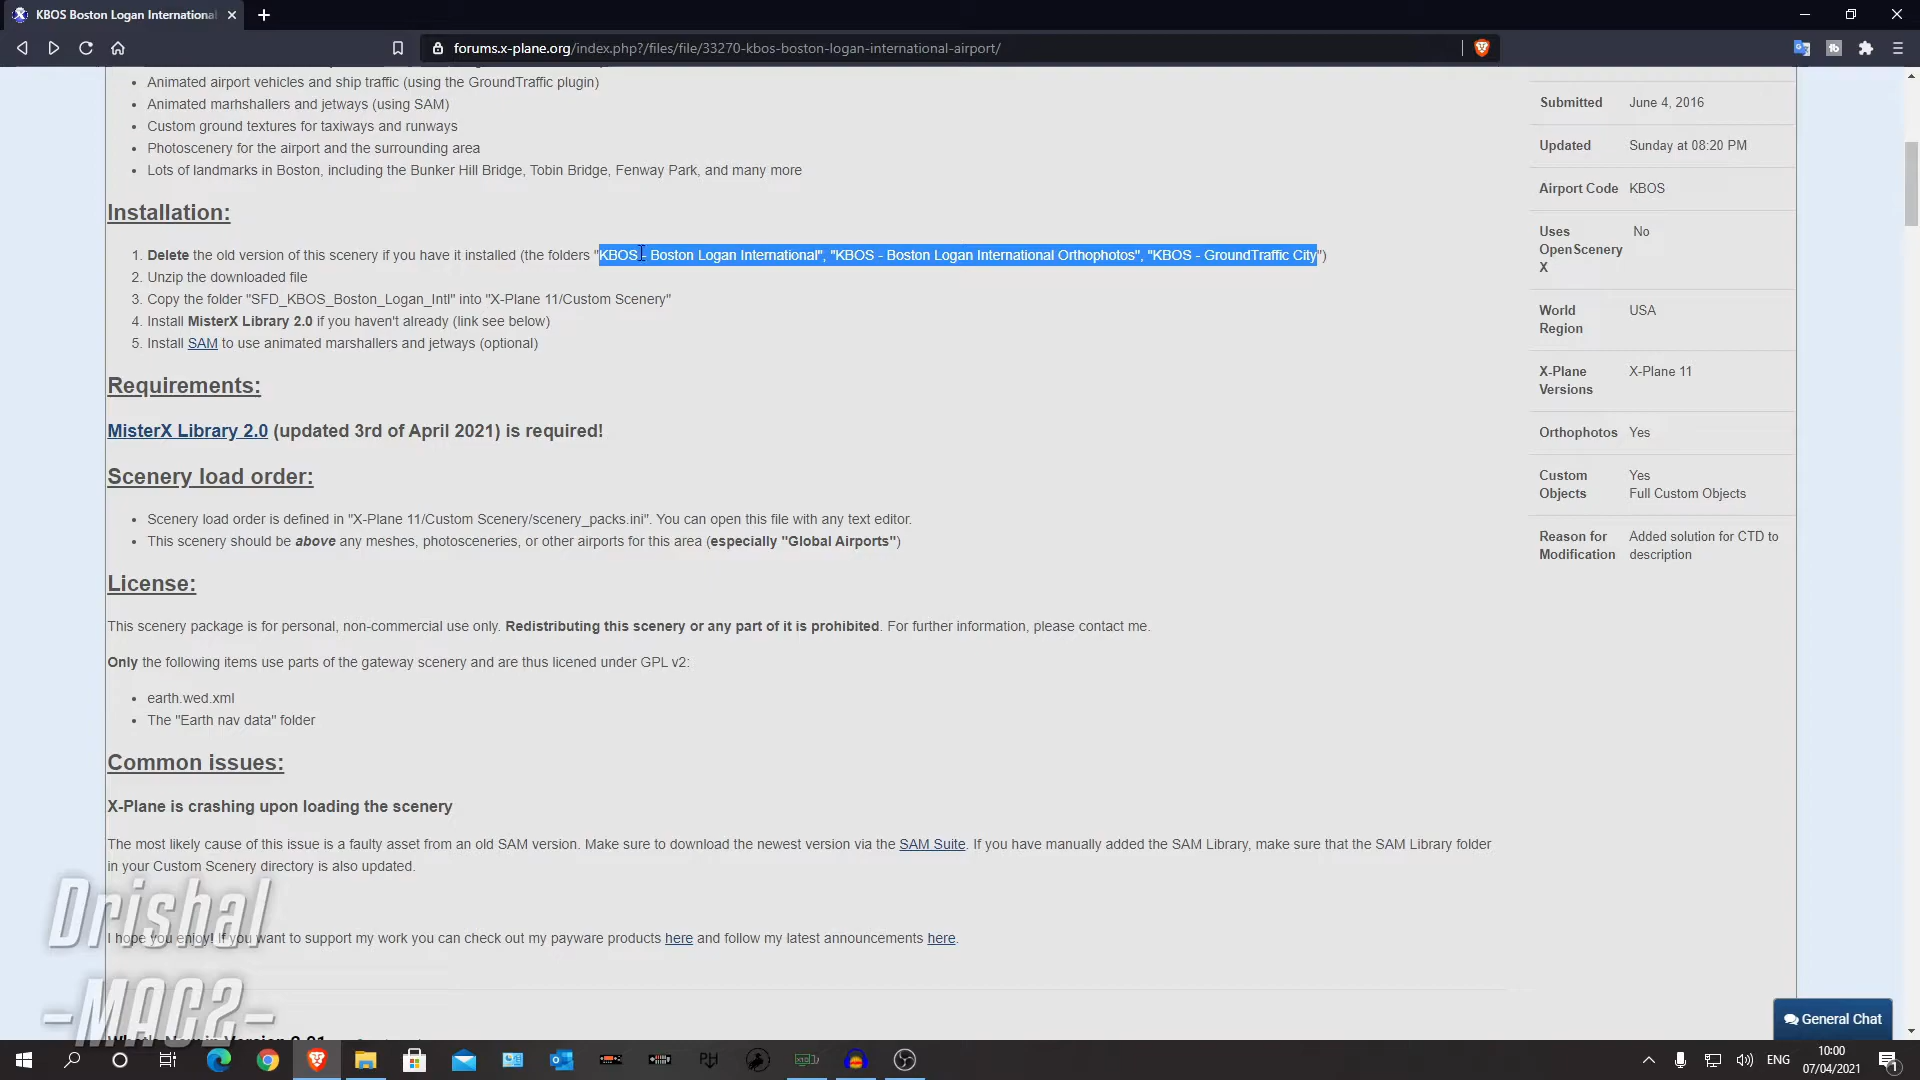 KBOS Boston Logan International
forums.x-plane.org/index.php?/files/file/33270-kbos-boston-logan-international-airport/
Animated airport vehicles and ship traffic (using the GroundTraffic plugin)
Animated marhshallers and jetways (using SAM)
Custom ground textures for taxiways and runways
Photoscenery for the airport and the surrounding area
Lots of landmarks in Boston, including the Bunker Hill Bridge, Tobin Bridge, Fenway Park, and many more
Installation:
1. Delete the old version of this scenery if you have it installed (the folders "KBOS - Boston Logan International", "KBOS - Boston Logan International Orthophotos", "KBOS - GroundTraffic City")
2. Unzip the downloaded file
3. Copy the folder "SFD_KBOS_Boston_Logan_Intl" into "X-Plane 11/Custom Scenery"
4. Install MisterX Library 2.0 if you haven't already (link see below)
5. Install SAM to use animated marshallers and jetways (optional)
Requirements:
MisterX Library 2.0 (updated 3rd of April 2021) is required!
Scenery load order:
Scenery load order is defined in "X-Plane 11/Custom Scenery/scenery_packs.ini". You can open this file with any text editor.
This scenery should be above any meshes, photosceneries, or other airports for this area (especially "Global Airports")
License:
This scenery package is for personal, non-commercial use only. Redistributing this scenery or any part of it is prohibited. For further information, please contact me.
Only the following items use parts of the gateway scenery and are thus licened under GPL v2:
earth.wed.xml
The "Earth nav data" folder
Common issues:
X-Plane is crashing upon loading the scenery
The most likely cause of this issue is a faulty asset from an old SAM version. Make sure to download the newest version via the SAM Suite. If you have manually added the SAM Library, make sure that the SAM Library folder
in your Custom Scenery directory is also updated.
I hope you enjoy! If you want to support my work you can check out my payware products here and follow my latest announcements here.
What's New in Version 2.01
Submitted June 4, 2016
Updated Sunday at 08:20 PM
Airport Code KBOS
Uses No
OpenScenery
X
World USA
Region
X-Plane X-Plane 11
Versions
Orthophotos Yes
Custom Yes
Objects Full Custom Objects
Reason for Added solution for CTD to
Modification description
General Chat
Drishal
-MAC2-
ENG
10:00
07/04/2021
1